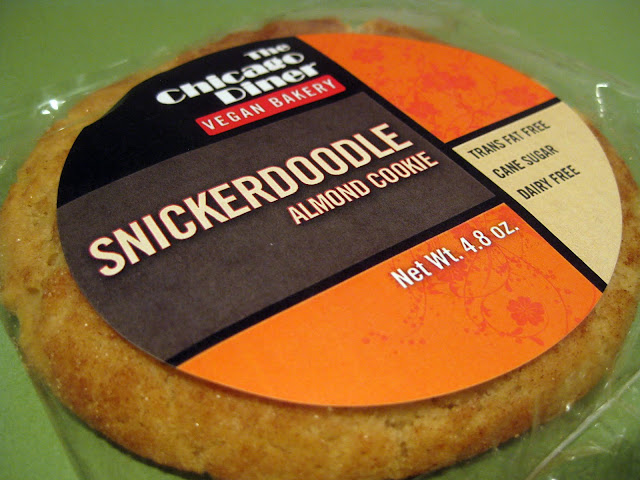 The
Chicago
Diner
VEGAN BAKERY
SNICKERDOODLE
ALMOND COOKIE
TRANS FAT FREE
CANE SUGAR
DAIRY FREE
Net Wt. 4.8 oz.